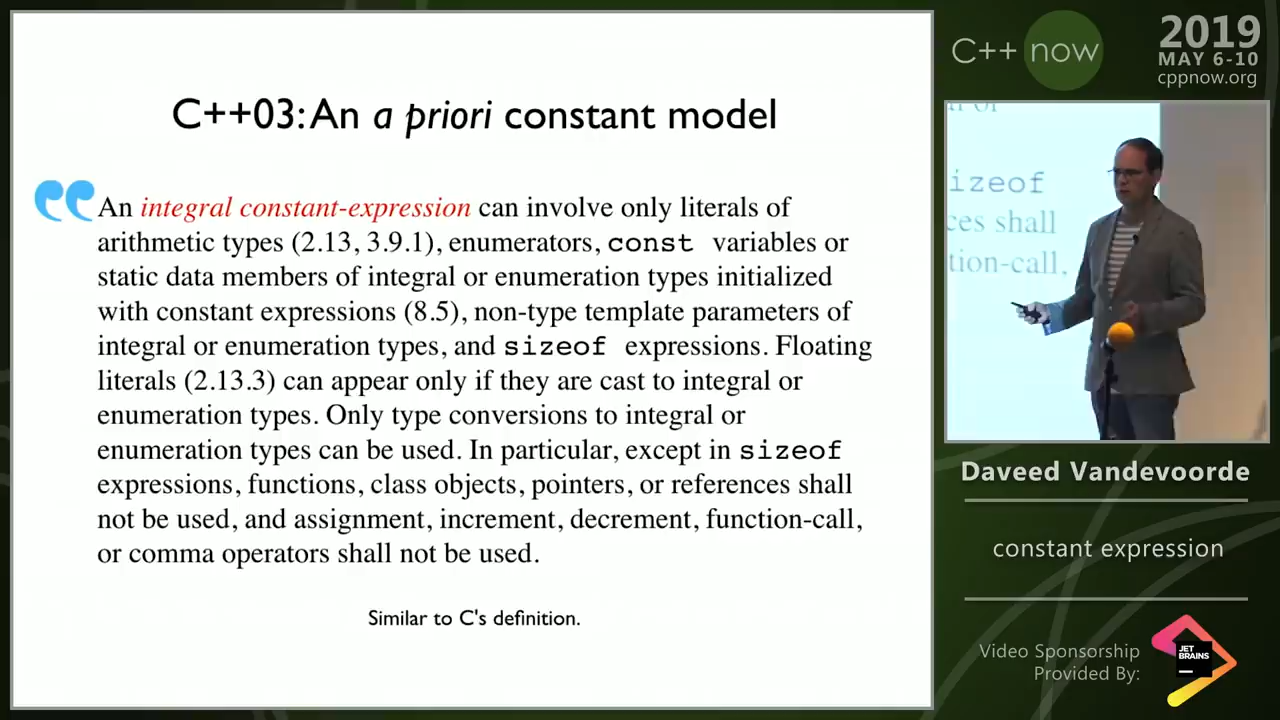 C++03: An a priori constant model
An integral constant-expression can involve only literals of
arithmetic types (2.13, 3.9.1), enumerators, const variables or
static data members of integral or enumeration types initialized
with constant expressions (8.5), non-type template parameters of
integral or enumeration types, and sizeof expressions. Floating
literals (2.13.3) can appear only if they are cast to integral or
enumeration types. Only type conversions to integral or
enumeration types can be used. In particular, except in sizeof
expressions, functions, class objects, pointers, or references shall
not be used, and assignment, increment, decrement, function-call,
or comma operators shall not be used.
Similar to C's definition.
C++ now
2019
MAY 6-10
cppnow.org
izeof
ces shall
tion-call,
Daveed Vandevoorde
constant expression
Video Sponsorship
Provided By:
JET
BRAINS